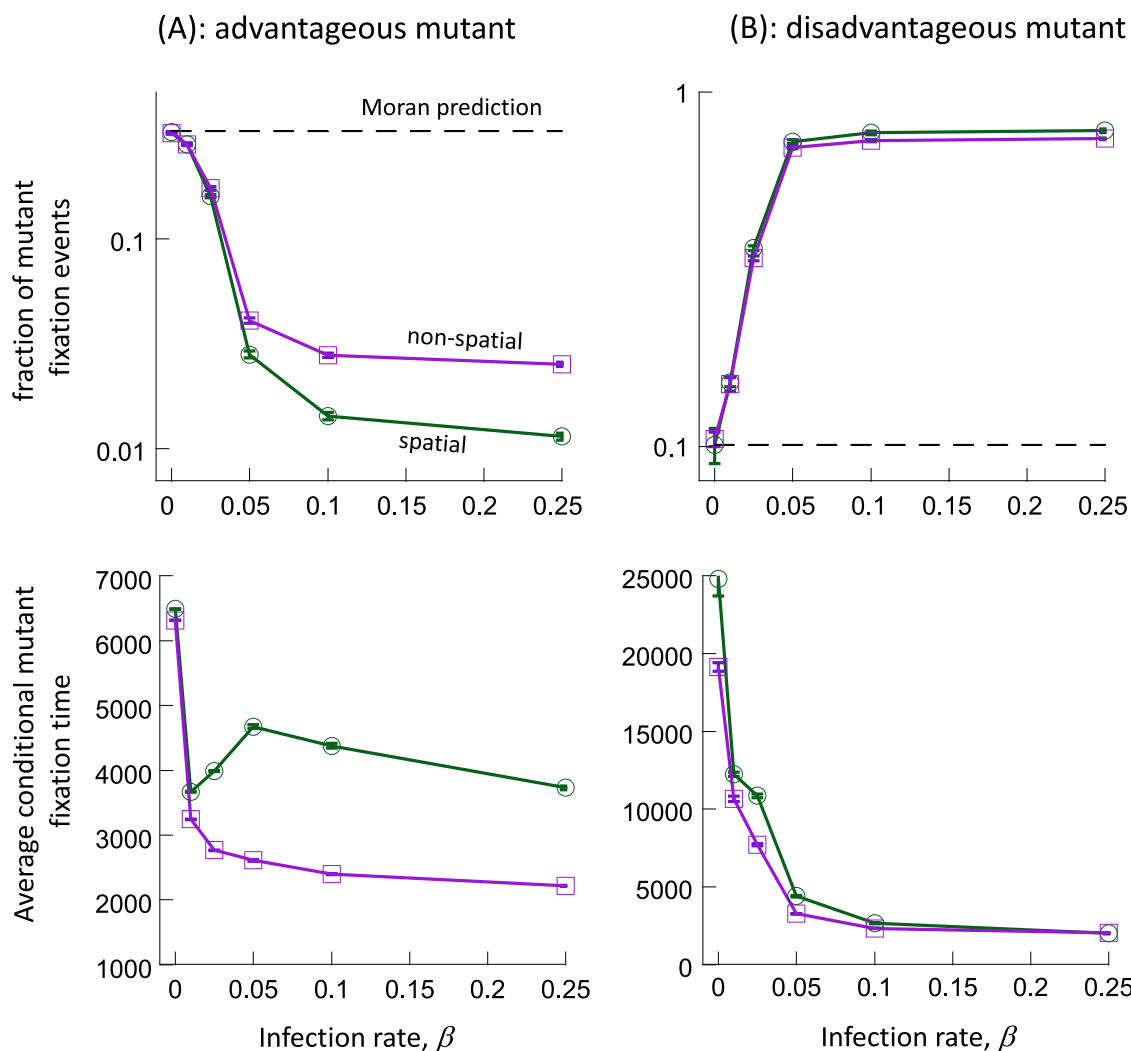 (A): advantageous mutant
(B): disadvantageous mutant
fraction of mutant
fixation events
Moran prediction
0.1
0.01
non-spatial
spatial
0 0.05 0.1 0.15 0.2 0.25
1
0.1
0 0.05 0.1 0.15 0.2 0.25
Average conditional mutant
fixation time
7000
6000
5000
4000
3000
2000
1000
0 0.05 0.1 0.15 0.2 0.25
Infection rate, β
25000
20000
15000
10000
5000
0
0 0.05 0.1 0.15 0.2 0.25
Infection rate, β